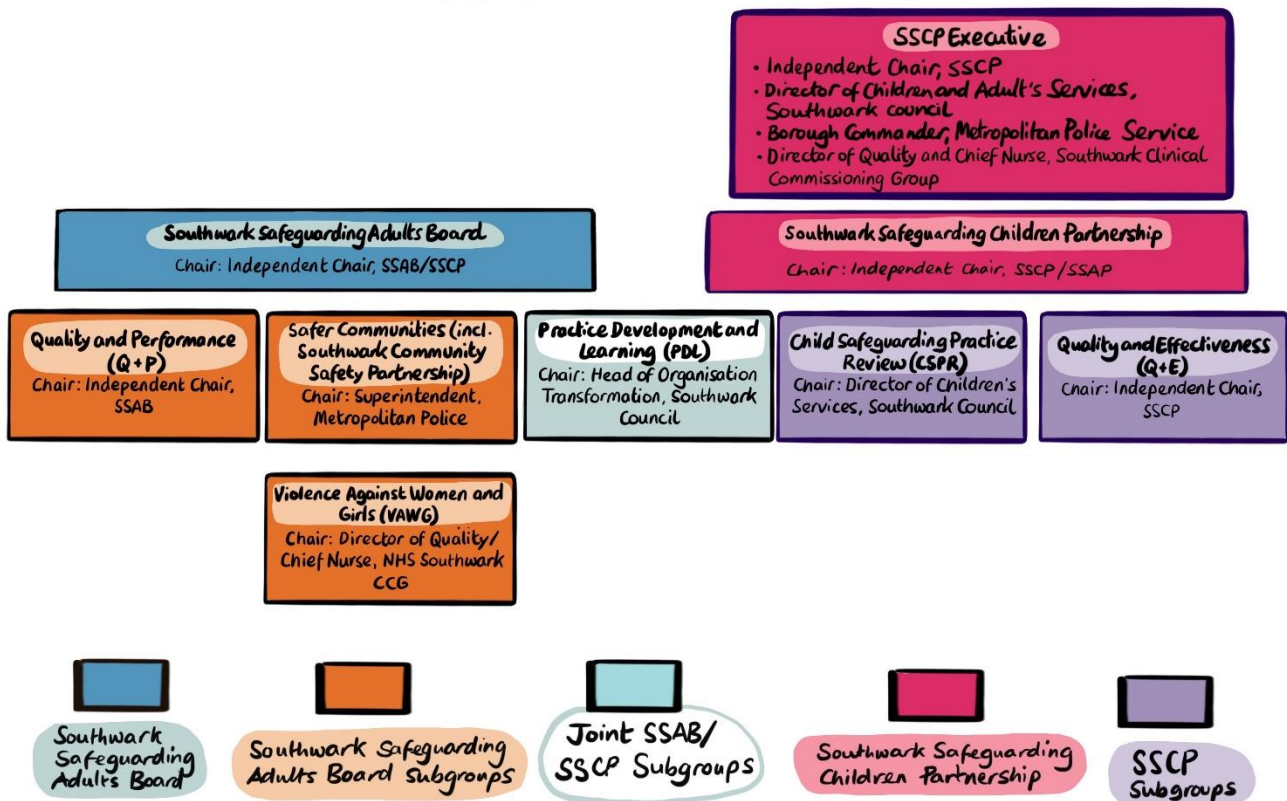 SSCP Executive
· Independent Chair, SSCP
· Director of Children and Adult's Services,
Southwark council
· Borough Commander, Metropolitan Police Service
· Director of Quality and Chief Nurse, Southwark Clinical
Commissioning Group
Southwark Safeguarding Adults Board
Chair: Independent Chair, SSAB/SSCP
Southwark Safeguarding Children Partnership
Chair: Independent Chair, SSCP/SSAP
Quality and Performance
(Q+P)
Chair: Independent Chair,
SSAB
Safer Communities (incl.
Southwark Community
Safety Partnership)
Chair: Superintendent,
Metropolitan Police
Practice Development and
Learning (PDL)
Chair: Head of Organisation
Transformation, Southwark
Council
Child Safeguarding Practice
Review (CSPR)
Chair: Director of Children's
Services, Southwark Council
Quality and Effectiveness
(Q+E)
Chair: Independent Chair,
SSCP
Violence Against Women and
Girls (VAWG)
Chair: Director of Quality/
Chief Nurse, NHS Southwark
CCG
Southwark
Safeguarding
Adults Board
Southwark Safeguarding
Adults Board Subgroups
Joint SSAB/
SSCP Subgroups
Southwark Safeguarding
Children Partnership
SSCP
Subgroups